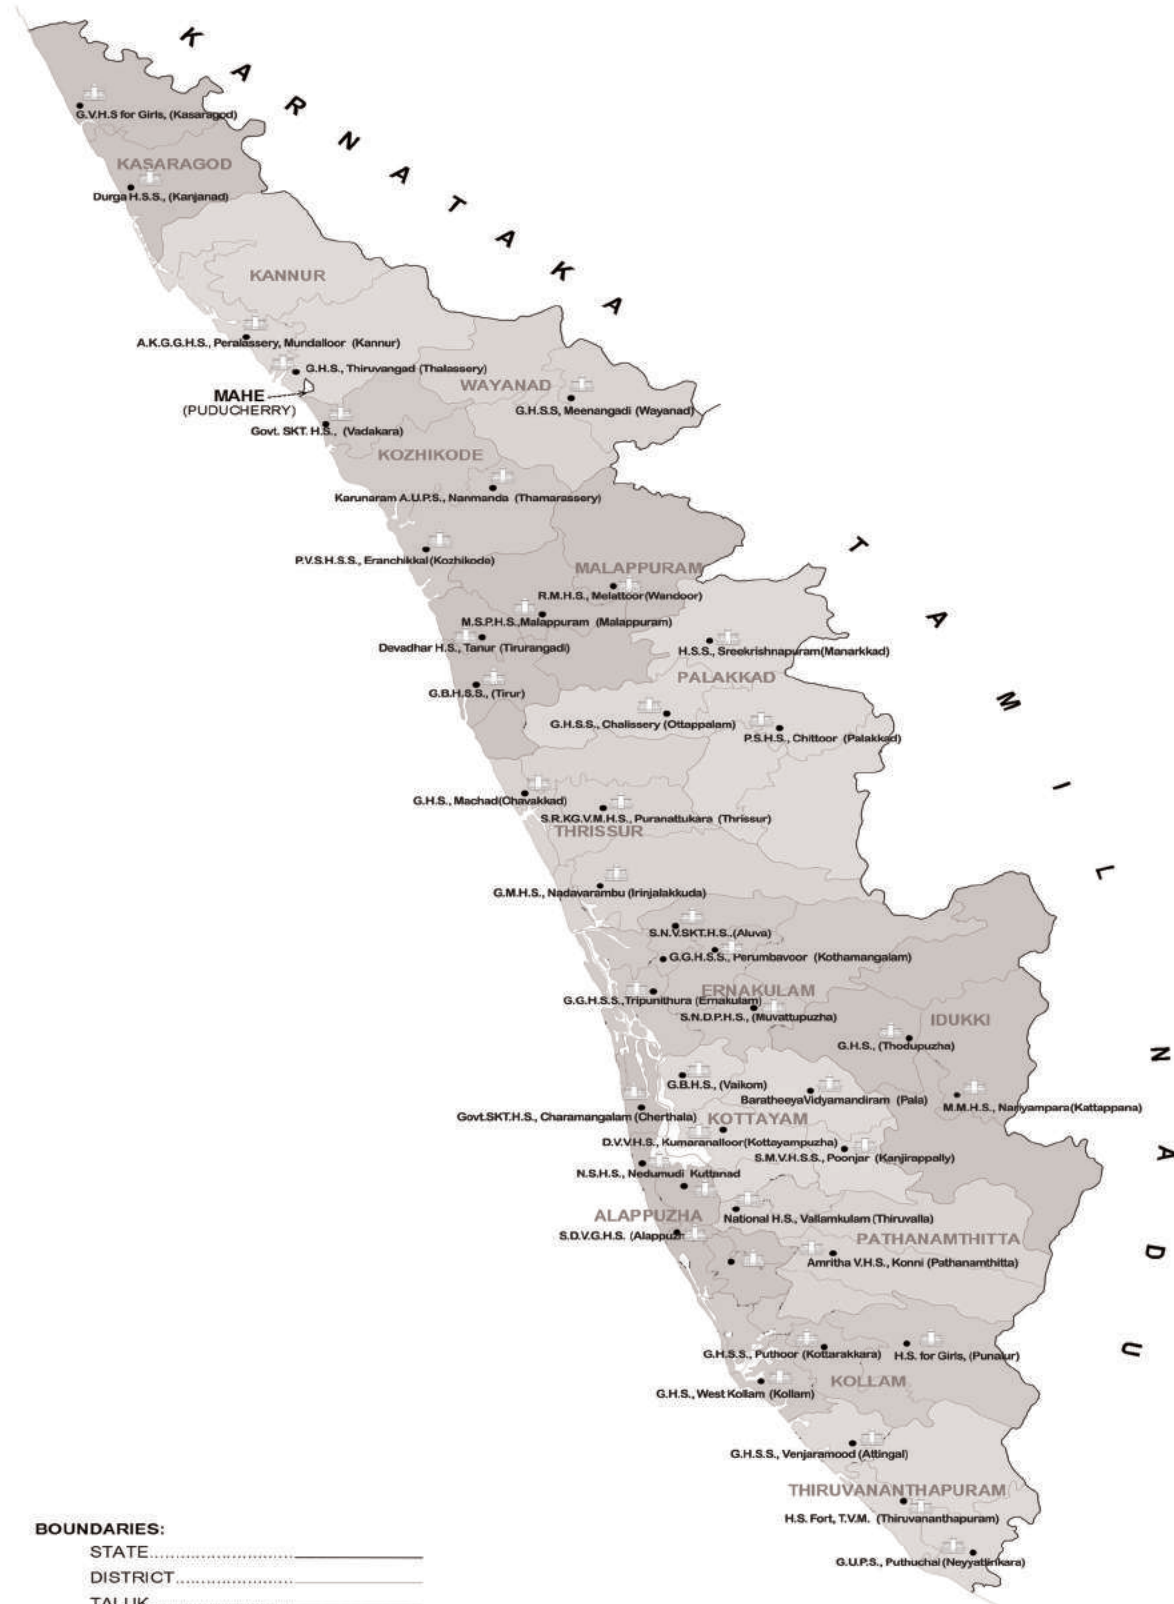 KARNATAKA
G.V.H.S for Girls, (Kasaragod)
KASARAGOD
Durga H.S.S., (Kanjanad)
KANNUR
A.K.G.G.H.S., Peralassery, Mundalloor (Kannur)
G.H.S., Thiruvangad (Thalassery)
WAYANAD
MAHE
(PUDUCHERRY)
G.H.S.S, Meenangadi (Wayanad)
Govt. SKT. H.S., (Vadakara)
KOZHIKODE
Karunaram A.U.P.S., Nanmanda (Thamarassery)
TAMIL NADU
P.V.S.H.S.S., Eranchikkal (Kozhikode)
MALAPPURAM
R.M.H.S., Melattoor (Wandoor)
M.S.P.H.S., Malappuram (Malappuram)
Devadhar H.S., Tanur (Tirurangadi)
H.S.S., Sreekrishnapuram(Manarkkad)
PALAKKAD
G.B.H.S.S., (Tirur)
G.H.S.S., Chalissery (Ottappalam)
P.S.H.S., Chittoor (Palakkad)
G.H.S., Machad(Chavakkad)
S.R.KG.V.M.H.S., Puranattukara (Thrissur)
THRISSUR
G.M.H.S., Nadavarambu (Irinjalakkuda)
S.N.V.SKT.H.S.,(Aluva)
G.G.H.S.S., Perumbavoor (Kothamangalam)
ERNAKULAM
G.G.H.S.S.,Tripunithura (Ernakulam)
S.N.D.P.H.S., (Muvattupuzha)
IDUKKI
G.H.S., (Thodupuzha)
G.B.H.S., (Vaikom)
BaratheeyaVidyamandiram (Pala)
M.M.H.S., Nariyampara(Kattappana)
Govt.SKT.H.S., Charamangalam (Cherthala)
KOTTAYAM
D.V.V.H.S., Kumaranalloor(Kottayampuzha)
S.M.V.H.S.S., Poonjar (Kanjirappally)
N.S.H.S., Nedumudi Kuttanad
ALAPPUZHA
National H.S., Vallamkulam (Thiruvalla)
S.D.V.G.H.S. (Alappuzh
PATHANAMTHITTA
Amritha V.H.S., Konni (Pathanamthitta)
G.H.S.S., Puthoor (Kottarakkara)
H.S. for Girls, (Punalur)
KOLLAM
G.H.S., West Kollam (Kollam)
G.H.S.S., Venjaramood (Attingal)
THIRUVANANTHAPURAM
H.S. Fort, T.V.M. (Thiruvananthapuram)
G.U.P.S., Puthuchal (Neyyattinkara)
BOUNDARIES:
STATE
DISTRICT
TALUK